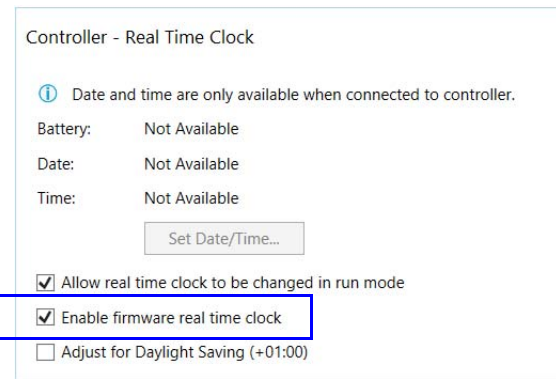 Controller - Real Time Clock
Date and time are only available when connected to controller.
Battery: Not Available
Date: Not Available
Time: Not Available
Set Date/Time...
Allow real time clock to be changed in run mode
Enable firmware real time clock
Adjust for Daylight Saving (+01:00)